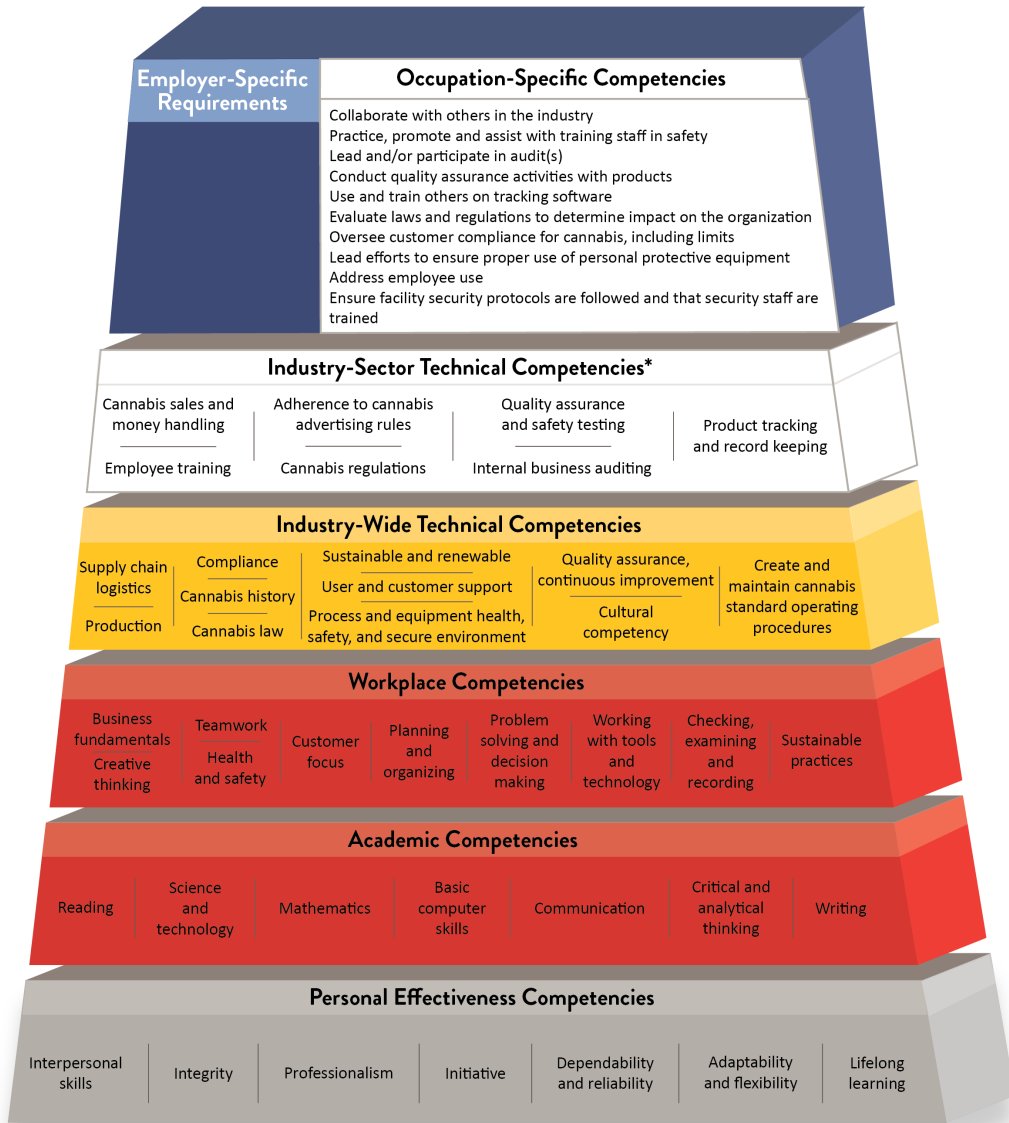 Employer-Specific
Requirements
Occupation-Specific Competencies
Collaborate with others in the industry
Practice, promote and assist with training staff in safety
Lead and/or participate in audit(s)
Conduct quality assurance activities with products
Use and train others on tracking software
Evaluate laws and regulations to determine impact on the organization
Oversee customer compliance for cannabis, including limits
Lead efforts to ensure proper use of personal protective equipment
Address employee use
Ensure facility security protocols are followed and that security staff are
trained
Industry-Sector Technical Competencies*
Cannabis sales and
money handling
Employee training
Adherence to cannabis
advertising rules
Cannabis regulations
Quality assurance
and safety testing
Internal business auditing
Product tracking
and record keeping
Industry-Wide Technical Competencies
Supply chain
logistics
Production
Compliance
Cannabis history
Cannabis law
Sustainable and renewable
User and customer support
Process and equipment health,
safety, and secure environment
Quality assurance,
continuous improvement
Cultural
competency
Create and
maintain cannabis
standard operating
procedures
Workplace Competencies
Business
fundamentals
Creative
thinking
Teamwork
Health
and safety
Customer
focus
Planning
and
organizing
Problem
solving and
decision
making
Working
with tools
and
technology
Checking,
examining
and
recording
Sustainable
practices
Academic Competencies
Reading
Science
and
technology
Mathematics
Basic
computer
skills
Communication
Critical and
analytical
thinking
Writing
Personal Effectiveness Competencies
Interpersonal
skills
Integrity
Professionalism
Initiative
Dependability
and reliability
Adaptability
and flexibility
Lifelong
learning